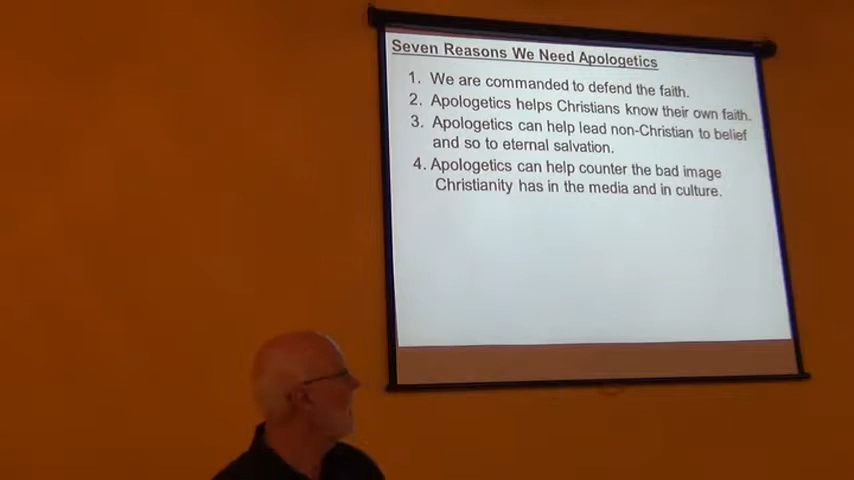 Seven Reasons We Need Apologetics
1. We are commanded to defend the faith.
2. Apologetics helps Christians know their own faith.
3. Apologetics can help lead non-Christian to belief
and so to eternal salvation.
4. Apologetics can help counter the bad image
Christianity has in the media and in culture.